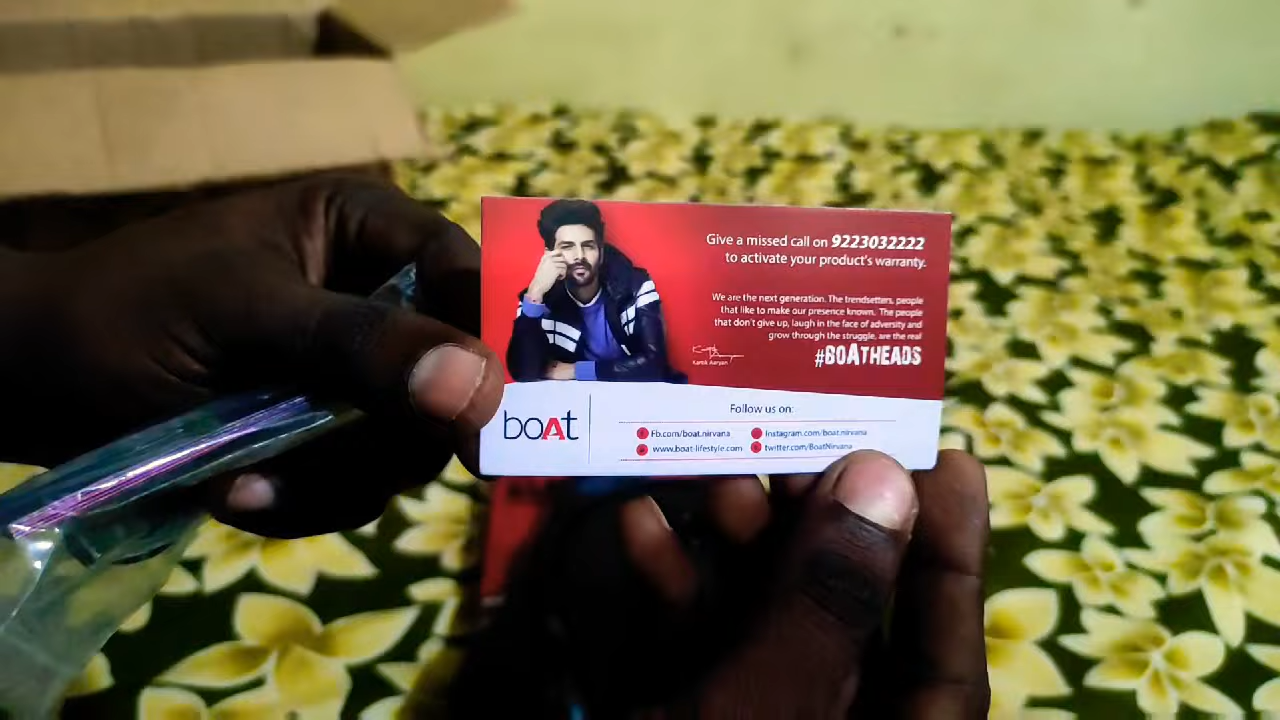 Give a missed call on 9223032222
to activate your product's warranty.
We are the next generation. The trendsetters, people
that like to make our presence known. The people
that don't give up, laugh in the face of adversity and
grow through the struggle, are the real
#BOATHEADS
Kartik Aaryan
boAt
Follow us on:
Fb.com/boat.nirvana
Instagram.com/boat.nirvana
www.boat-lifestyle.com
twitter.com/BoatNirvana